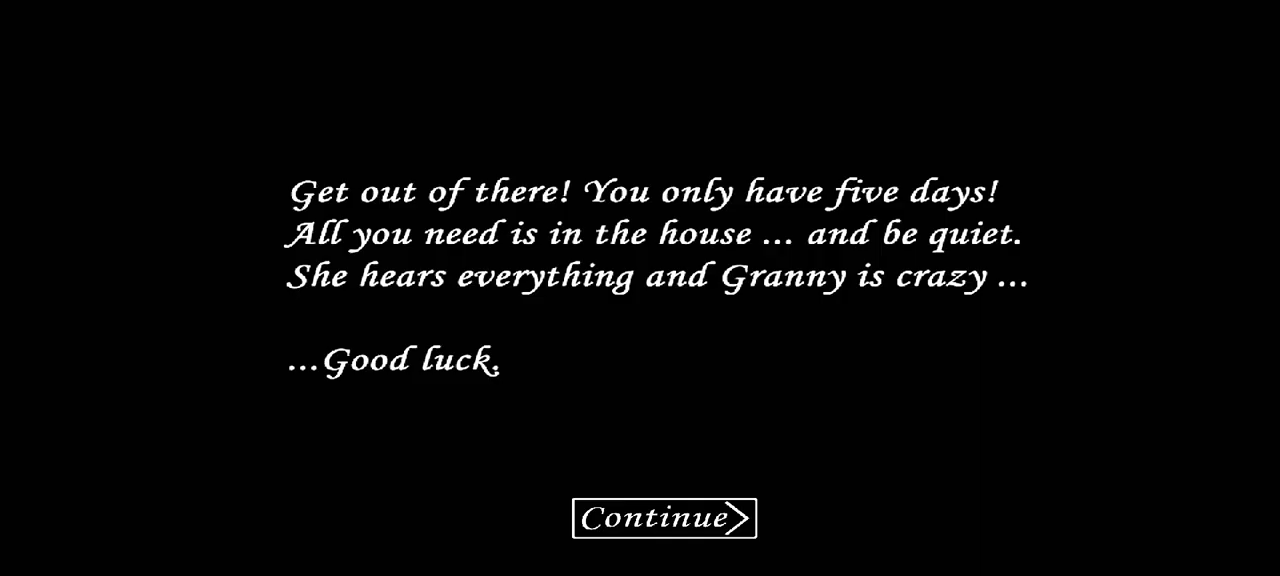 Get out of there! You only have five days!
All you need is in the house ... and be quiet.
She hears everything and Granny is crazy ...
...Good luck.
Continue>